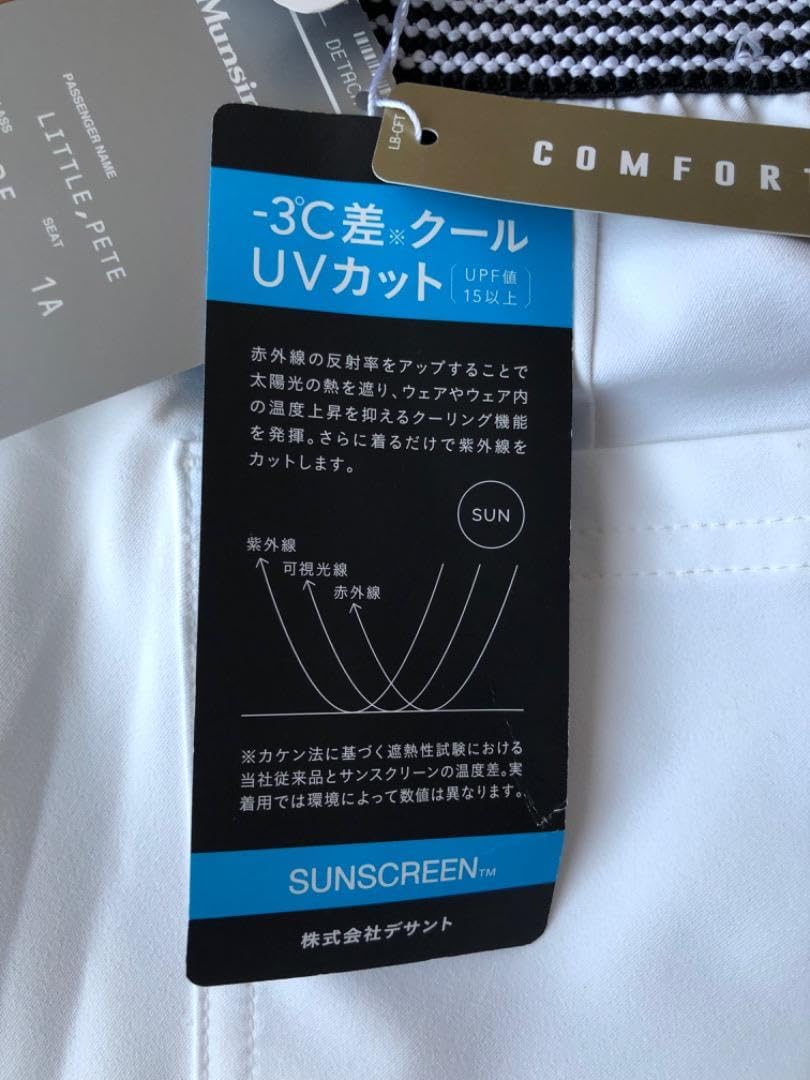 Munsin
DETAC
PASSENGER NAME
LITTLE, PETE
SEAT
1A
LB-CFT
COMFORT
-3℃差※クール
UVカット〔UPF値
15以上〕
赤外線の反射率をアップすることで
太陽光の熱を遮り、ウェアやウェア内
の温度上昇を抑えるクーリング機能
を発揮。さらに着るだけで紫外線を
カットします。
SUN
紫外線
可視光線
赤外線
※カケン法に基づく遮熱性試験における
当社従来品とサンスクリーンの温度差。実
着用では環境によって数値は異なります。
SUNSCREEN™
株式会社デサント